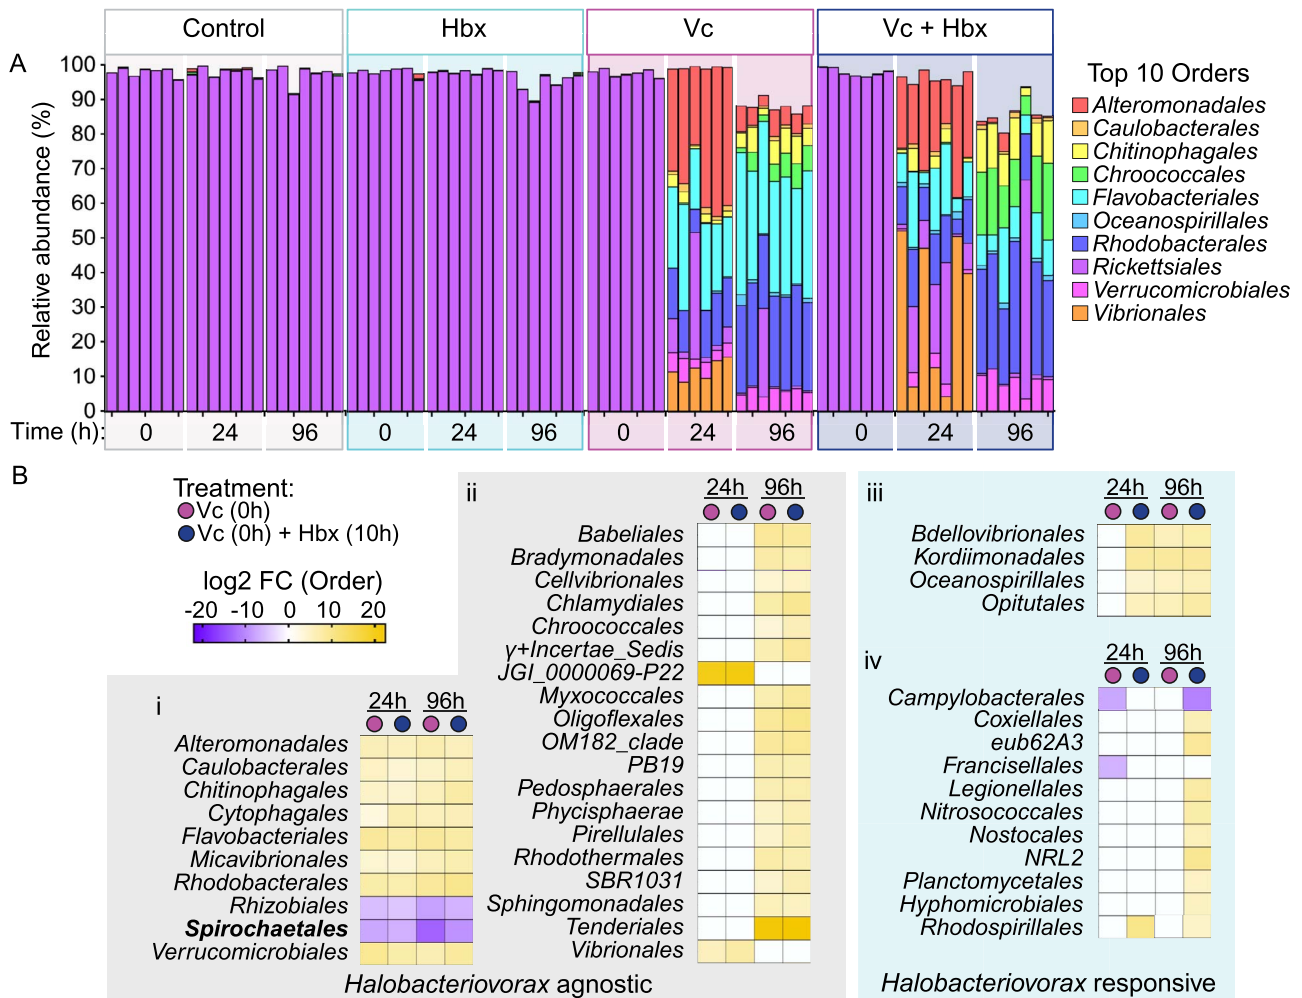 Control Hbx Vc Vc + Hbx
A
100
90
80
70
60
50
40
30
20
10
0
Relative abundance (%)
Top 10 Orders
Alteromonadales
Caulobacterales
Chitinophagales
Chroococcales
Flavobacteriales
Oceanospirillales
Rhodobacterales
Rickettsiales
Verrucomicrobiales
Vibrionales
Time (h): 0 24 96 0 24 96 0 24 96 0 24 96
B
Treatment:
Vc (0h)
Vc (0h) + Hbx (10h)
log2 FC (Order)
-20 -10 0 10 20
i
24h 96h
Alteromonadales
Caulobacterales
Chitinophagales
Cytophagales
Flavobacteriales
Micavibrionales
Rhodobacterales
Rhizobiales
Spirochaetales
Verrucomicrobiales
ii
24h 96h
Babeliales
Bradymonadales
Cellvibrionales
Chlamydiales
Chroococcales
γ+Incertae_Sedis
JGI_0000069-P22
Myxococcales
Oligoflexales
OM182_clade
PB19
Pedosphaerales
Phycisphaerae
Pirellulales
Rhodothermales
SBR1031
Sphingomonadales
Tenderiales
Vibrionales
Halobacteriovorax agnostic
iii
24h 96h
Bdellovibrionales
Kordiimonadales
Oceanospirillales
Opitutales
iv
24h 96h
Campylobacterales
Coxiellales
eub62A3
Francisellales
Legionellales
Nitrosococcales
Nostocales
NRL2
Planctomycetales
Hyphomicrobiales
Rhodospirillales
Halobacteriovorax responsive